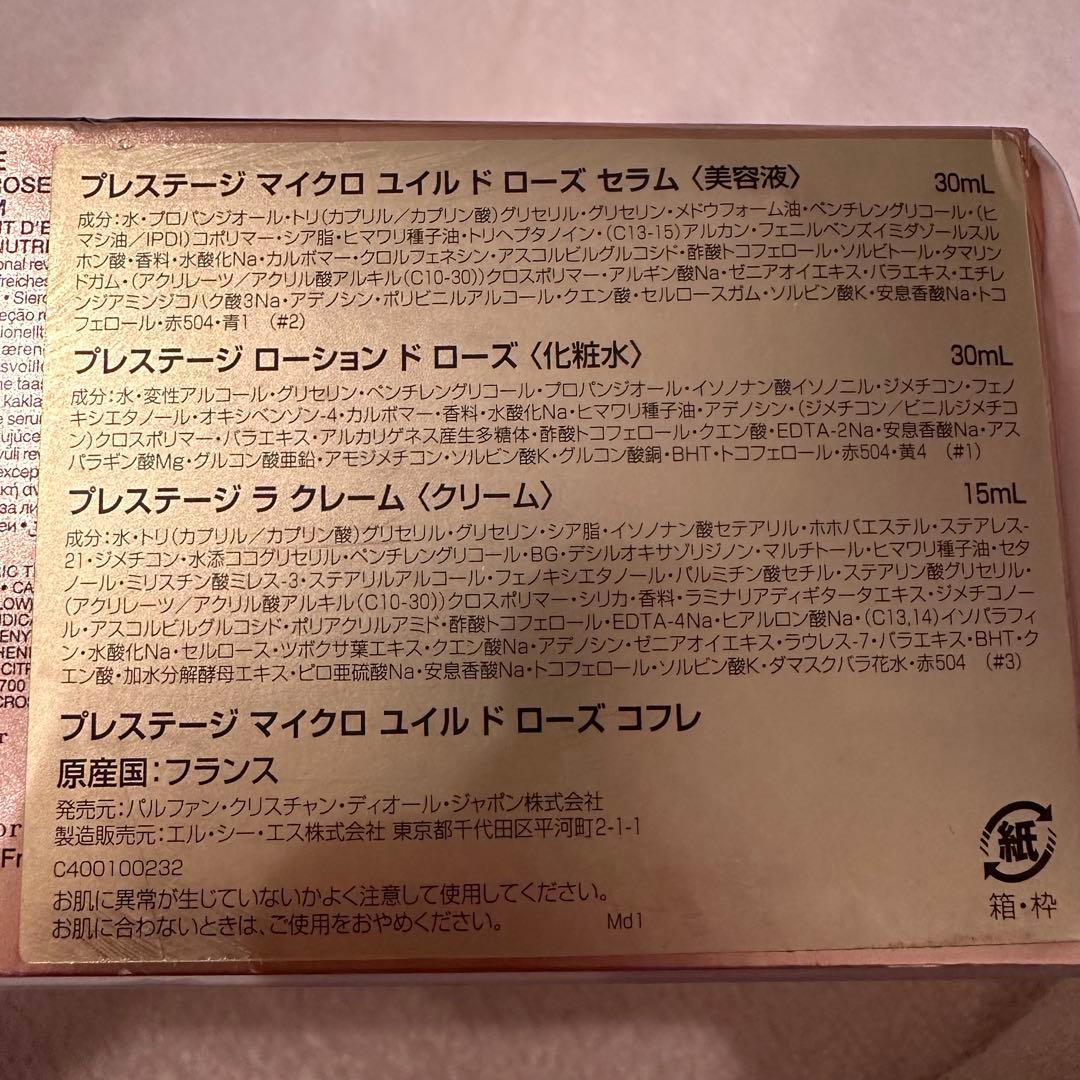 プレステージ マイクロ ユイル ド ローズ セラム〈美容液〉 30mL
成分:水・プロパンジオール・トリ(カプリル/カプリン酸)グリセリル・グリセリン・メドウフォーム油・ペンチレングリコール・(ヒ
マシ油/IPDI)コポリマー・シア脂・ヒマワリ種子油・トリヘプタノイン・(C13-15)アルカン・フェニルベンズイミダゾールスル
ホン酸・香料・水酸化Na・カルボマー・クロルフェネシン・アスコルビルグルコシド・酢酸トコフェロール・ソルビトール・タマリン
ドガム・(アクリレーツ/アクリル酸アルキル(C10-30))クロスポリマー・アルギン酸Na・ゼニアオイエキス・バラエキス・エチレ
ンジアミンジコハク酸3Na・アデノシン・ポリビニルアルコール・クエン酸・セルロースガム・ソルビン酸K・安息香酸Na・トコ
フェロール・赤504・青1 (#2)
プレステージ ローション ド ローズ〈化粧水〉 30mL
成分:水・変性アルコール・グリセリン・ペンチレングリコール・プロパンジオール・イソノナン酸イソノニル・ジメチコン・フェノ
キシエタノール・オキシベンゾン-4・カルボマー・香料・水酸化Na・ヒマワリ種子油・アデノシン・(ジメチコン/ビニルジメチコ
ン)クロスポリマー・バラエキス・アルカリゲネス産生多糖体・酢酸トコフェロール・クエン酸・EDTA-2Na・安息香酸Na・アス
パラギン酸Mg・グルコン酸亜鉛・アモジメチコン・ソルビン酸K・グルコン酸銅・BHT・トコフェロール・赤504・黄4 (#1)
プレステージ ラ クレーム〈クリーム〉 15mL
成分:水・トリ(カプリル/カプリン酸)グリセリル・グリセリン・シア脂・イソノナン酸セテアリル・ホホバエステル・ステアレス-
21・ジメチコン・水添ココグリセリル・ペンチレングリコール・BG・デシルオキサゾリジノン・マルチトール・ヒマワリ種子油・セタ
ノール・ミリスチン酸ミレス-3・ステアリルアルコール・フェノキシエタノール・パルミチン酸セチル・ステアリン酸グリセリル・
(アクリレーツ/アクリル酸アルキル(C10-30))クロスポリマー・シリカ・香料・ラミナリアディギタータエキス・ジメチコノー
ル・アスコルビルグルコシド・ポリアクリルアミド・酢酸トコフェロール・EDTA-4Na・ヒアルロン酸Na・(C13,14)イソパラフィ
ン・水酸化Na・セルロース・ツボクサ葉エキス・クエン酸Na・アデノシン・ゼニアオイエキス・ラウレス-7・バラエキス・BHT・ク
エン酸・加水分解酵母エキス・ピロ亜硫酸Na・安息香酸Na・トコフェロール・ソルビン酸K・ダマスクバラ花水・赤504 (#3)
プレステージ マイクロ ユイル ド ローズ コフレ
原産国:フランス
発売元:パルファン・クリスチャン・ディオール・ジャポン株式会社
製造販売元:エル・シー・エス株式会社 東京都千代田区平河町2-1-1
C400100232
お肌に異常が生じていないかよく注意して使用してください。
お肌に合わないときは、ご使用をおやめください。 Md1
紙
箱・枠